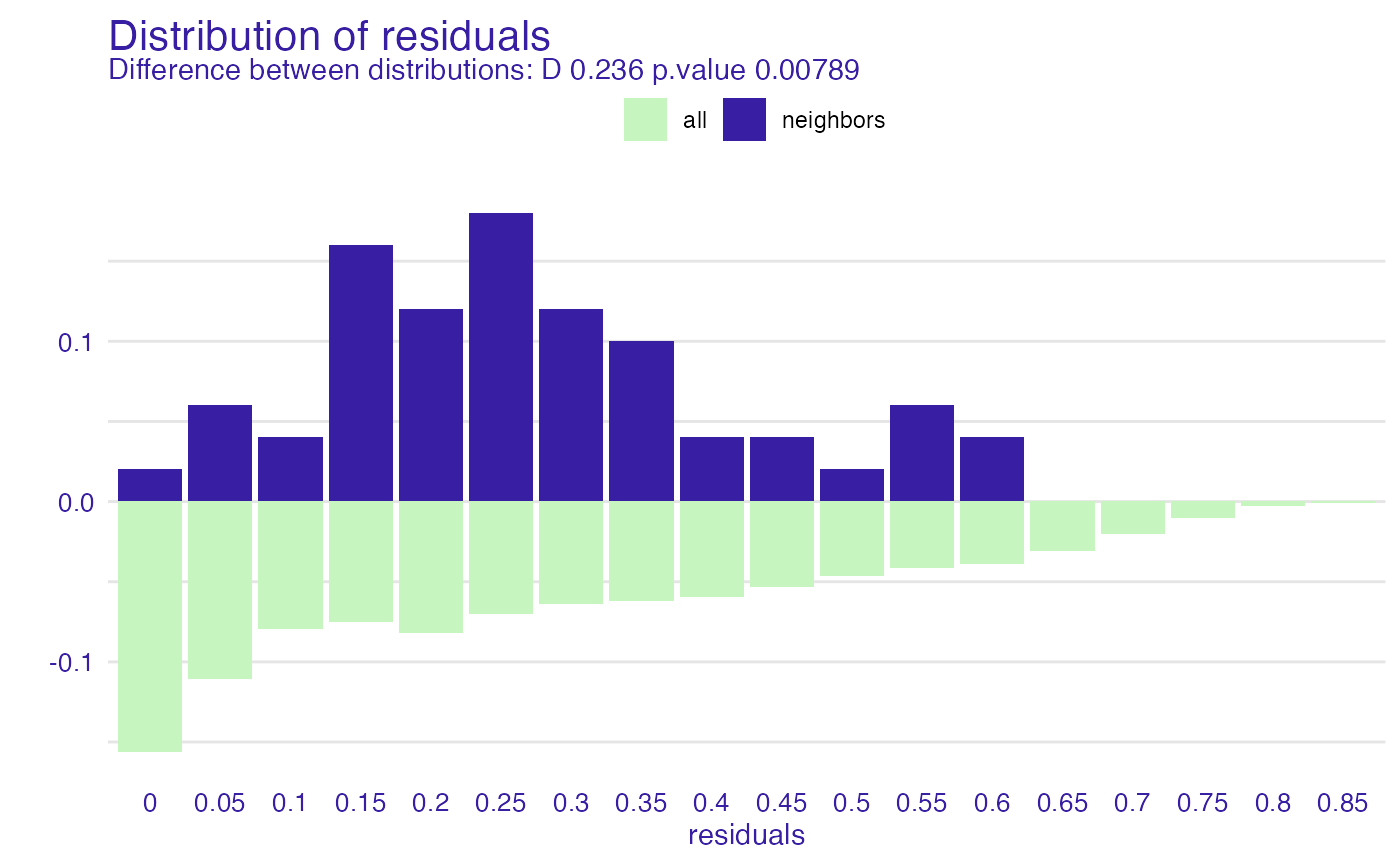 Distribution of residuals
Difference between distributions: D 0.236 p.value 0.00789
all neighbors
0.1
0.0
-0.1
0 0.05 0.1 0.15 0.2 0.25 0.3 0.35 0.4 0.45 0.5 0.55 0.6 0.65 0.7 0.75 0.8 0.85
residuals